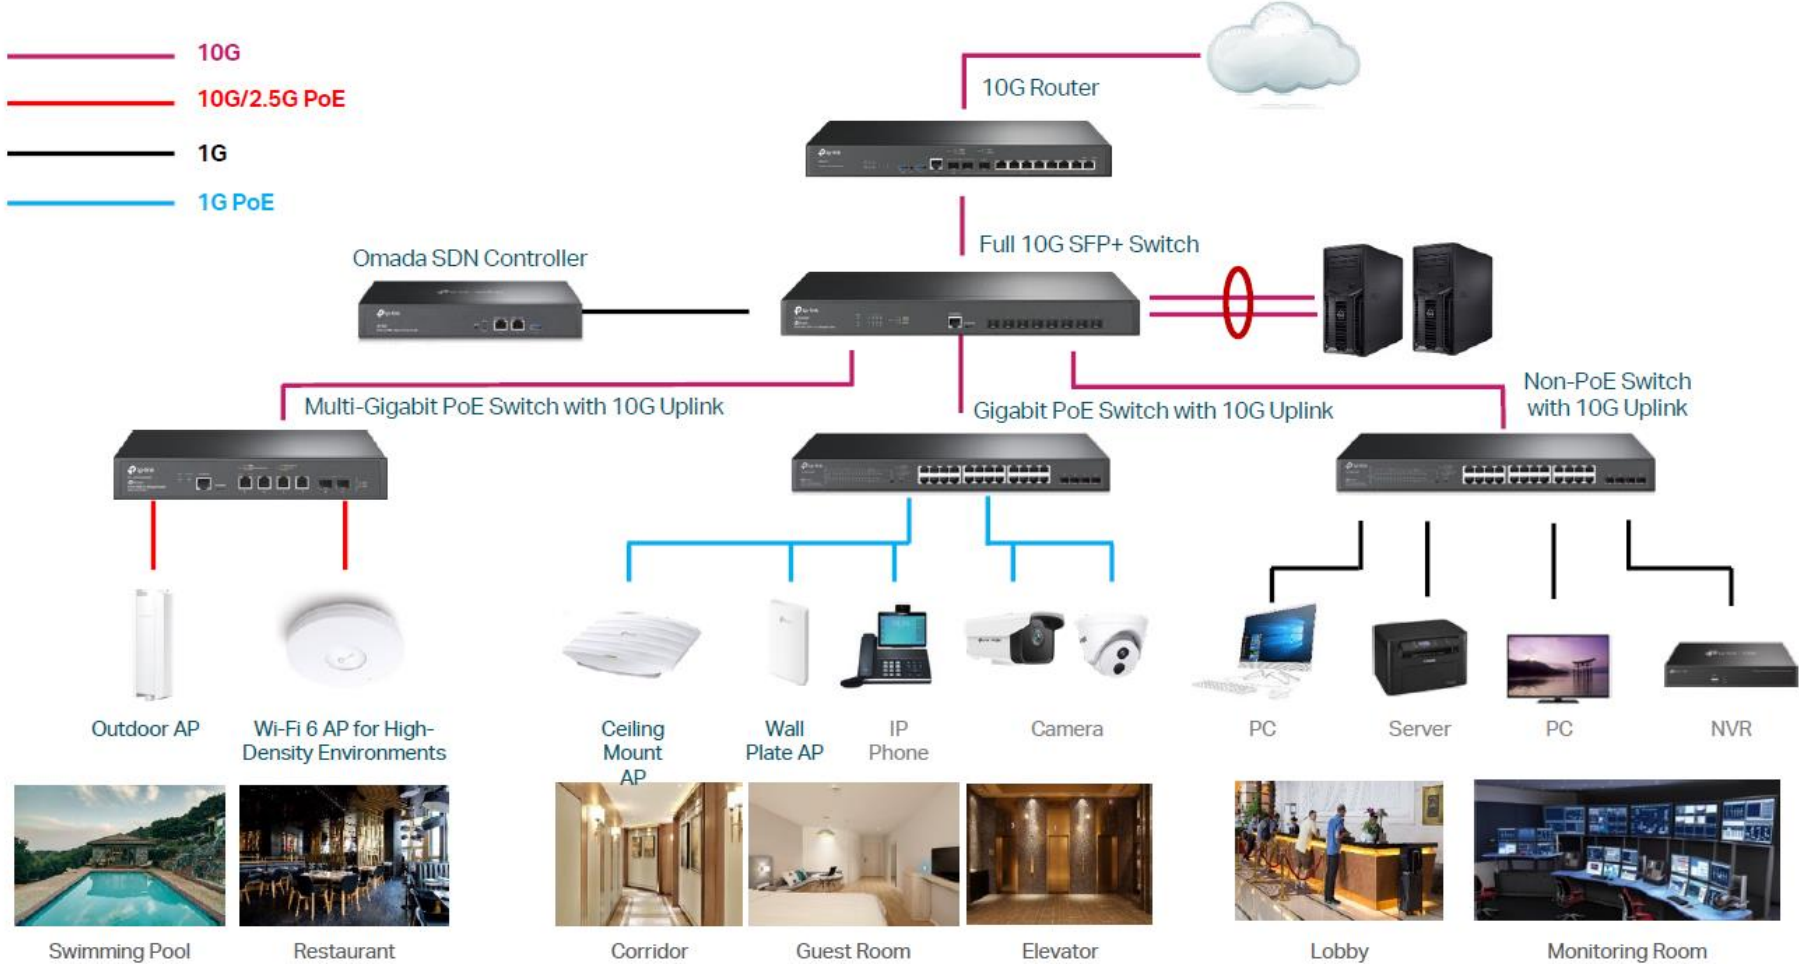 10G
10G/2.5G PoE
1G
1G PoE
10G Router
Full 10G SFP+ Switch
Omada SDN Controller
Multi-Gigabit PoE Switch with 10G Uplink
Gigabit PoE Switch with 10G Uplink
Non-PoE Switch
with 10G Uplink
Outdoor AP
Wi-Fi 6 AP for High-
Density Environments
Ceiling
Mount
AP
Wall
Plate AP
IP
Phone
Camera
PC
Server
PC
NVR
Swimming Pool
Restaurant
Corridor
Guest Room
Elevator
Lobby
Monitoring Room